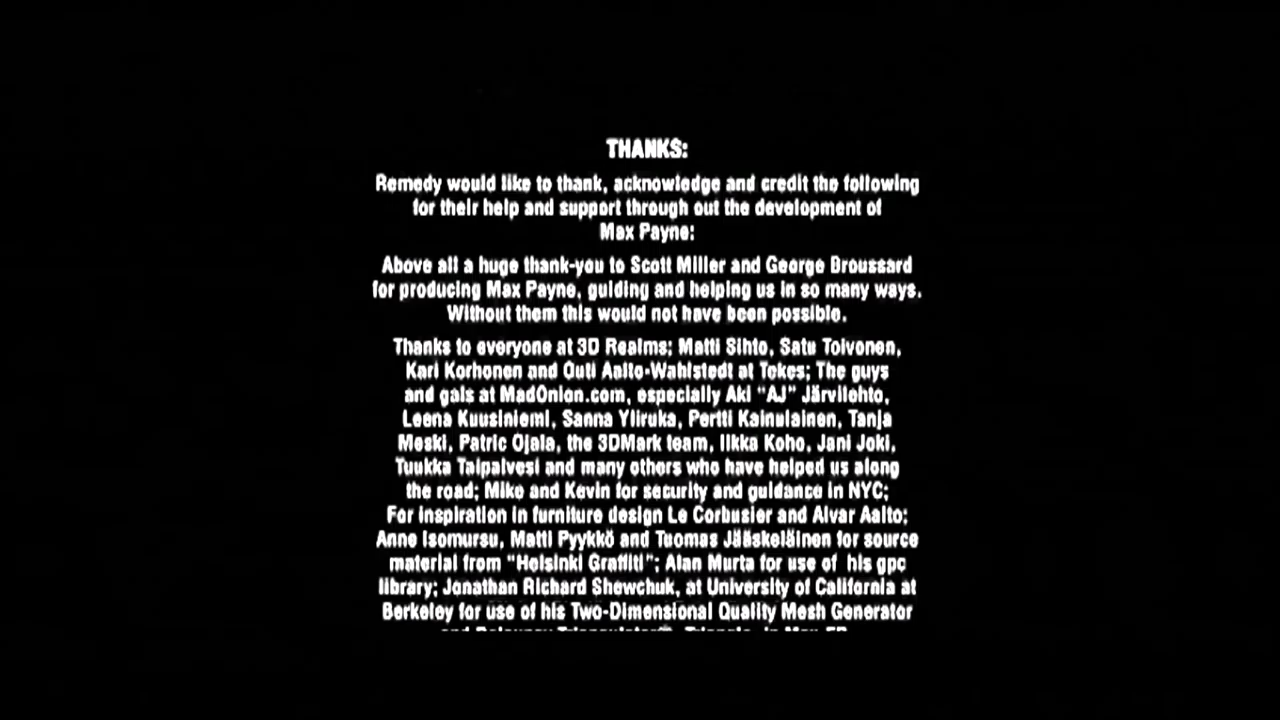 THANKS:
Remedy would like to thank, acknowledge and credit the following
for their help and support through out the development of
Max Payne:
Above all a huge thank-you to Scott Miller and George Broussard
for producing Max Payne, guiding and helping us in so many ways.
Without them this would not have been possible.
Thanks to everyone at 3D Realms; Matti Sihto, Satu Toivonen,
Kari Korhonen and Outi Aalto-Wahlstedt at Tekes; The guys
and gals at MadOnion.com, especially Aki "AJ" Järvilehto,
Leena Kuusiniemi, Sanna Yliruka, Pertti Kainulainen, Tanja
Meski, Patric Ojala, the 3DMark team, Ilkka Koho, Jani Joki,
Tuukka Taipalvesi and many others who have helped us along
the road; Mike and Kevin for security and guidance in NYC;
For inspiration in furniture design Le Corbusier and Alvar Aalto;
Anne Isomursu, Matti Pyykkö and Tuomas Jääskeläinen for source
material from "Helsinki Graffiti"; Alan Murta for use of his gpc
library; Jonathan Richard Shewchuk, at University of California at
Berkeley for use of his Two-Dimensional Quality Mesh Generator